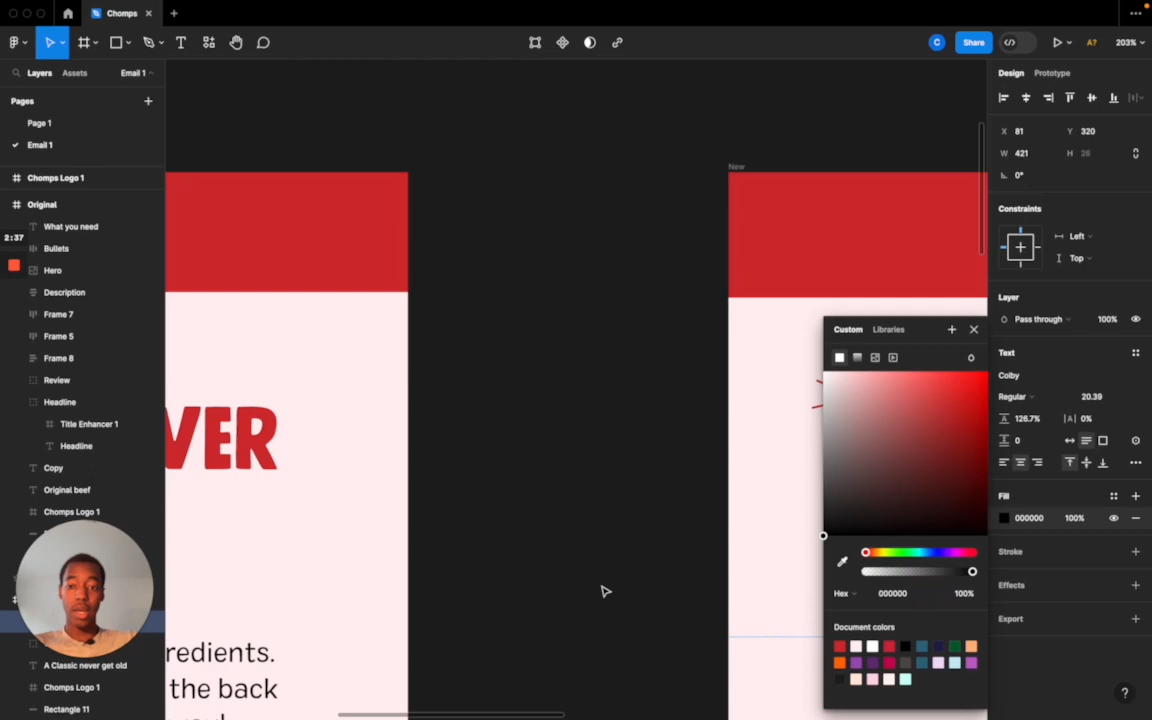 Chomps
Share
A?
203%
Layers
Assets
Email 1
Pages
Page 1
Email 1
Chomps Logo 1
Original
What you need
Bullets
Hero
Description
Frame 7
Frame 5
Frame 8
Review
Headline
Title Enhancer 1
Headline
Copy
Original beef
Chomps Logo 1
A Classic never get old
Chomps Logo 1
Rectangle 11
2:37
VER
redients.
the back
New
Custom
Libraries
Hex
000000
100%
Document colors
Design
Prototype
X 81
Y 320
W 421
H 26
0°
Constraints
Left
Top
Layer
Pass through
100%
Text
Colby
Regular
20.39
126.7%
0%
0
Fill
000000
100%
Stroke
Effects
Export
?